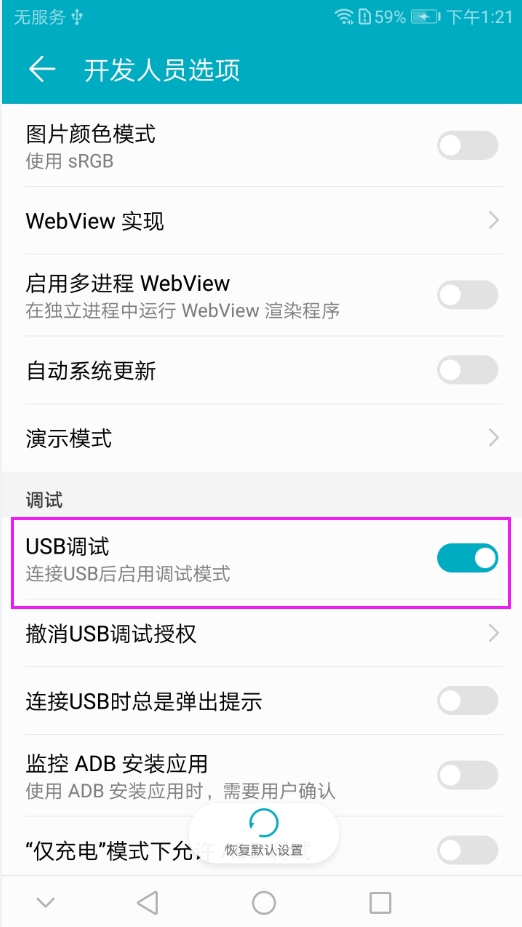 无服务 59% 下午1:21
开发人员选项
图片颜色模式
使用 sRGB
WebView 实现
启用多进程 WebView
在独立进程中运行 WebView 渲染程序
自动系统更新
演示模式
调试
USB调试
连接USB后启用调试模式
撤消USB调试授权
连接USB时总是弹出提示
监控 ADB 安装应用
使用 ADB 安装应用时，需要用户确认
“仅充电”模式下允许
恢复默认设置